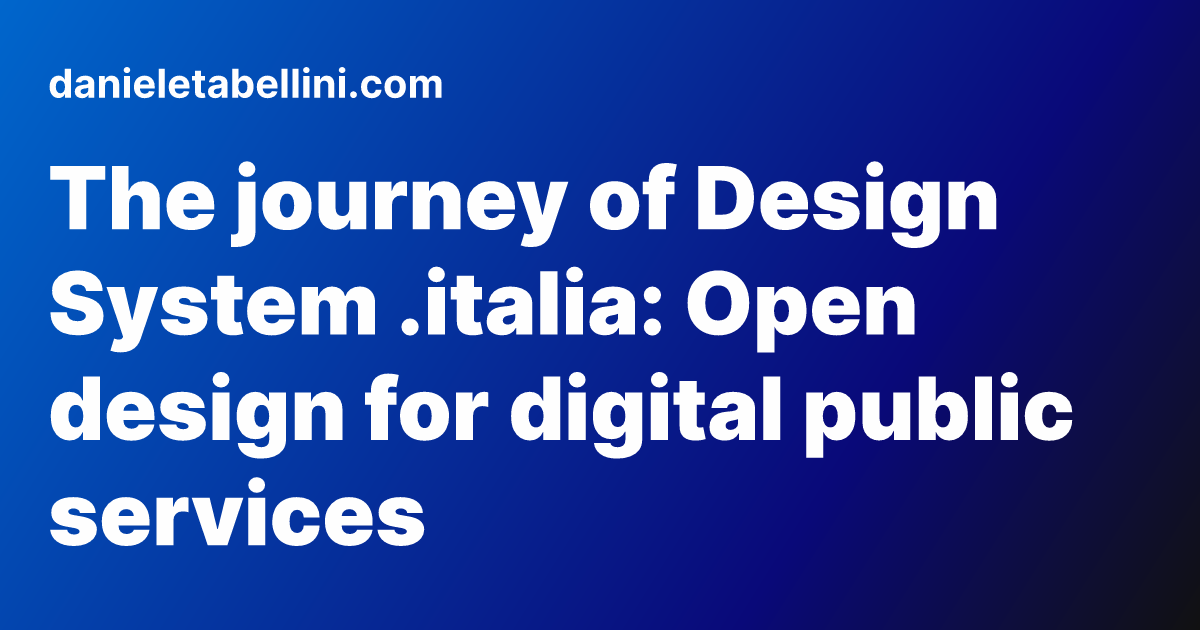 danieletabellini.com
The journey of Design
System .italia: Open
design for digital public
services